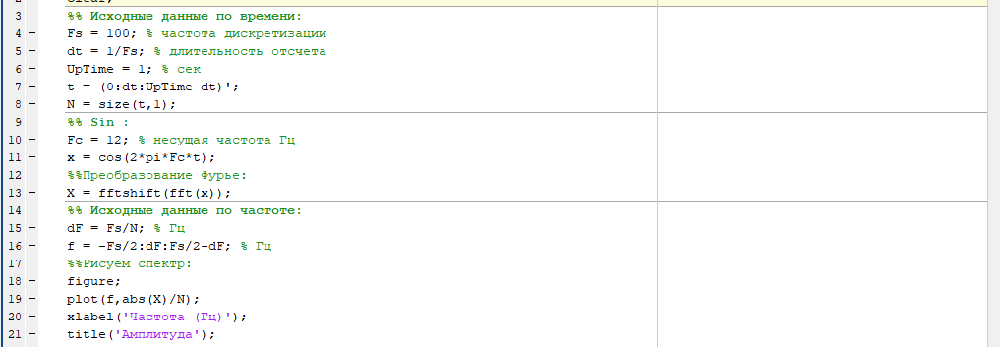 3 %% Исходные данные по времени:
4 – Fs = 100; % частота дискретизации
5 – dt = 1/Fs; % длительность отсчета
6 – UpTime = 1; % сек
7 – t = (0:dt:UpTime-dt)';
8 – N = size(t,1);
9 %% Sin :
10 – Fc = 12; % несущая частота Гц
11 – x = cos(2*pi*Fc*t);
12 %%Преобразование Фурье:
13 – X = fftshift(fft(x));
14 %% Исходные данные по частоте:
15 – dF = Fs/N; % Гц
16 – f = -Fs/2:dF:Fs/2-dF; % Гц
17 %%Рисуем спектр:
18 – figure;
19 – plot(f,abs(X)/N);
20 – xlabel('Частота (Гц)');
21 – title('Амплитуда');